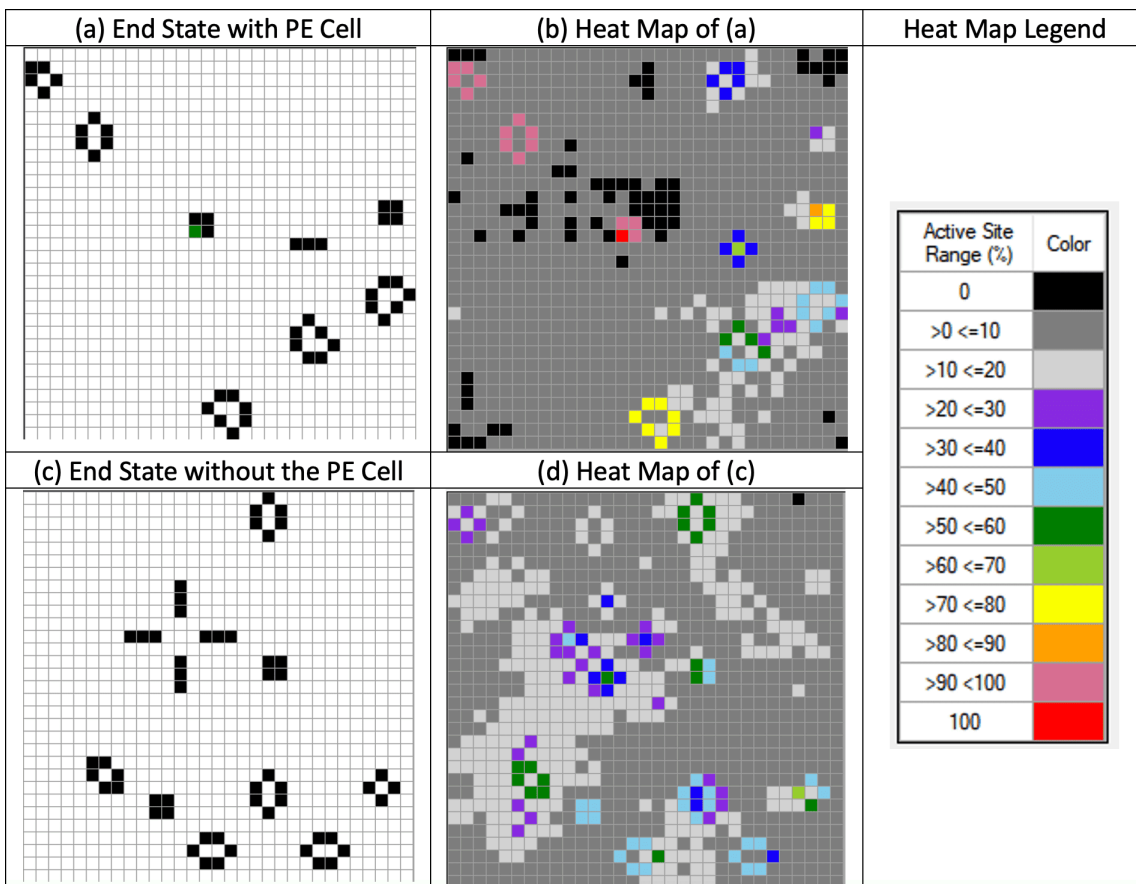 (a) End State with PE Cell
(b) Heat Map of (a)
Heat Map Legend
Active Site
Range (%)
Color
0
>0 <=10
>10 <=20
>20 <=30
>30 <=40
>40 <=50
>50 <=60
>60 <=70
>70 <=80
>80 <=90
>90 <100
100
(c) End State without the PE Cell
(d) Heat Map of (c)